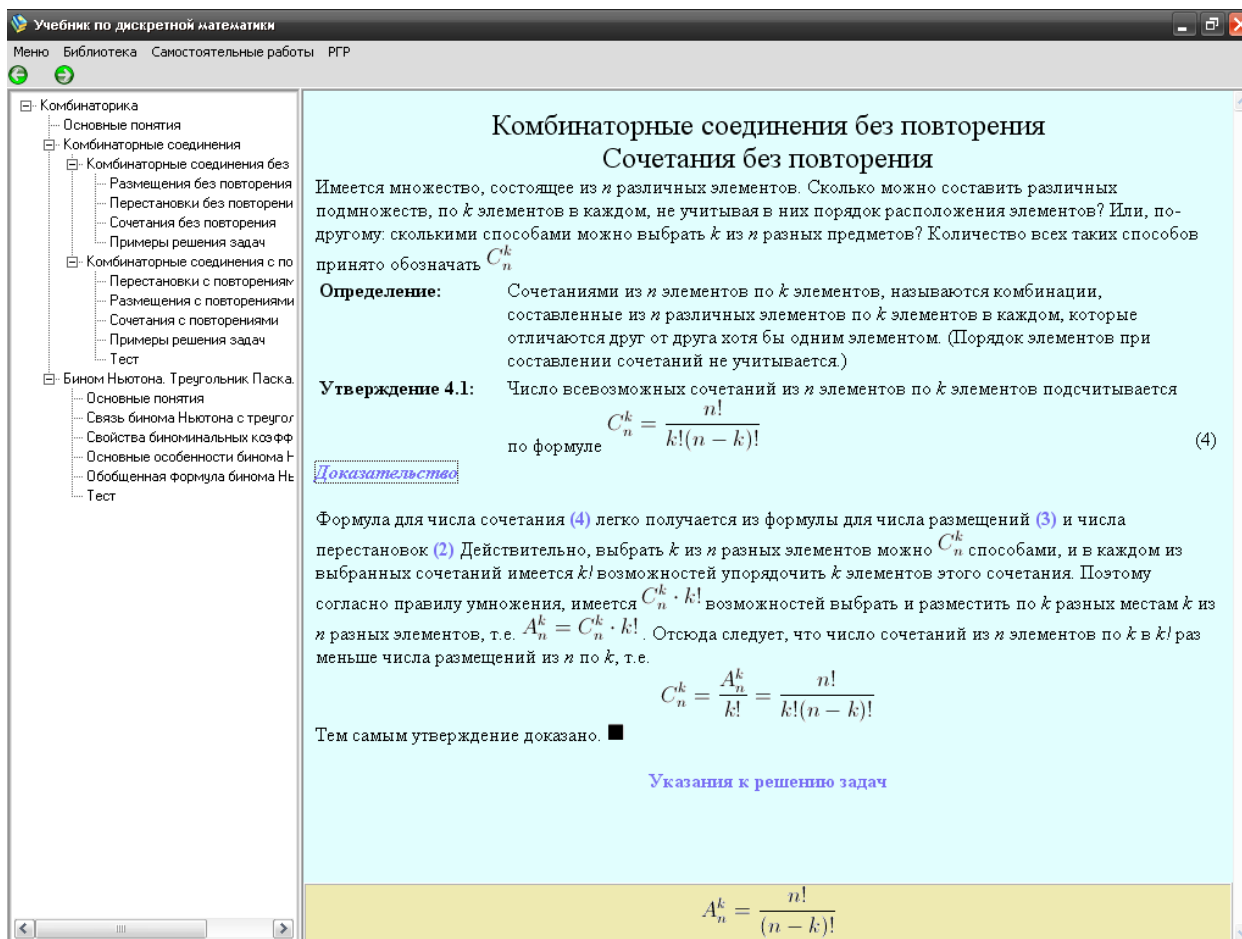 Учебник по дискретной математики
Меню Библиотека Самостоятельные работы РГР
Комбинаторика
Основные понятия
Комбинаторные соединения
Комбинаторные соединения без
Размещения без повторения
Перестановки без повторени
Сочетания без повторения
Примеры решения задач
Комбинаторные соединения с по
Перестановки с повторениям
Размещения с повторениями
Сочетания с повторениями
Примеры решения задач
Тест
Бином Ньютона. Треугольник Паска.
Основные понятия
Связь бинома Ньютона с треугол
Свойства биноминальных коэфф
Основные особенности бинома Н
Обобщенная формула бинома Нь
Тест
Комбинаторные соединения без повторения
Сочетания без повторения
Имеется множество, состоящее из n различных элементов. Сколько можно составить различных
подмножеств, по k элементов в каждом, не учитывая в них порядок расположения элементов? Или, по-
другому: сколькими способами можно выбрать k из n разных предметов? Количество всех таких способов
принято обозначать C_n^k
Определение: Сочетаниями из n элементов по k элементов, называются комбинации,
составленные из n различных элементов по k элементов в каждом, которые
отличаются друг от друга хотя бы одним элементом. (Порядок элементов при
составлении сочетаний не учитывается.)
Утверждение 4.1: Число всевозможных сочетаний из n элементов по k элементов подсчитывается
по формуле C_n^k = n!/(k!(n − k)!) (4)
Доказательство
Формула для числа сочетания (4) легко получается из формулы для числа размещений (3) и числа
перестановок (2) Действительно, выбрать k из n разных элементов можно C_n^k способами, и в каждом из
выбранных сочетаний имеется k! возможностей упорядочить k элементов этого сочетания. Поэтому
согласно правилу умножения, имеется C_n^k · k! возможностей выбрать и разместить по k разных местам k из
n разных элементов, т.е. A_n^k = C_n^k · k! . Отсюда следует, что число сочетаний из n элементов по k в k! раз
меньше числа размещений из n по k, т.е.
C_n^k = A_n^k/k! = n!/(k!(n − k)!)
Тем самым утверждение доказано. ■
Указания к решению задач
A_n^k = n!/(n − k)!